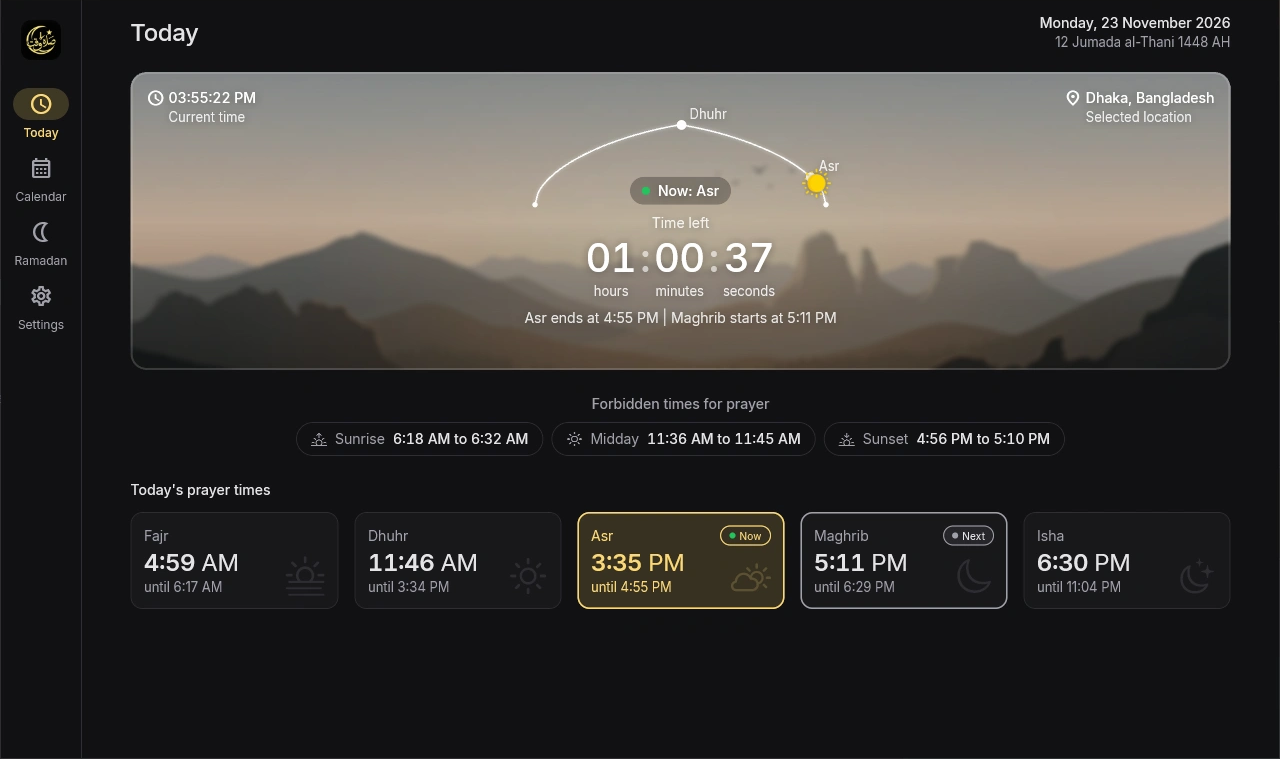 Today
Monday, 23 November 2026
12 Jumada al-Thani 1448 AH
Today
Calendar
Ramadan
Settings
03:55:22 PM
Current time
Dhaka, Bangladesh
Selected location
Dhuhr
Asr
Now: Asr
Time left
01:00:37
hours minutes seconds
Asr ends at 4:55 PM | Maghrib starts at 5:11 PM
Forbidden times for prayer
Sunrise 6:18 AM to 6:32 AM
Midday 11:36 AM to 11:45 AM
Sunset 4:56 PM to 5:10 PM
Today's prayer times
Fajr
4:59 AM
until 6:17 AM
Dhuhr
11:46 AM
until 3:34 PM
Asr
Now
3:35 PM
until 4:55 PM
Maghrib
Next
5:11 PM
until 6:29 PM
Isha
6:30 PM
until 11:04 PM